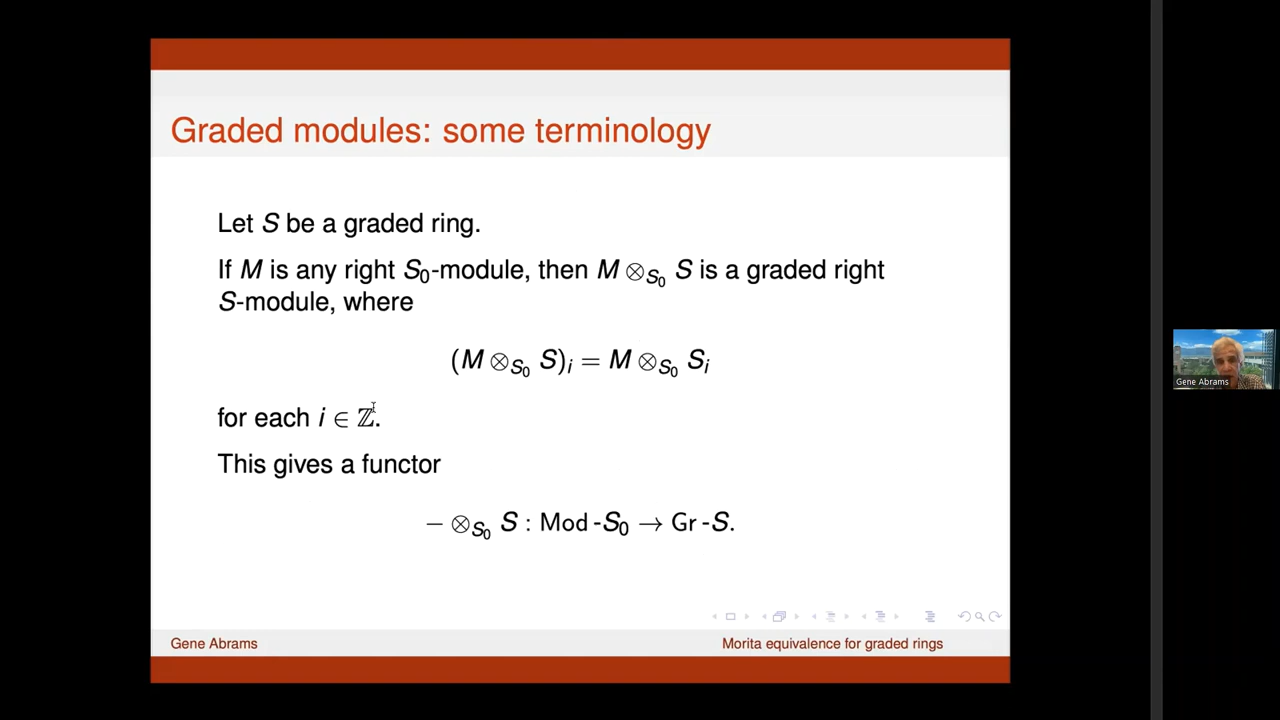 Graded modules: some terminology
Let S be a graded ring.
If M is any right S₀-module, then M ⊗_{S₀} S is a graded right
S-module, where
(M ⊗_{S₀} S)ᵢ = M ⊗_{S₀} Sᵢ
for each i ∈ ℤ.
This gives a functor
− ⊗_{S₀} S : Mod -S₀ → Gr -S.
Gene Abrams
Morita equivalence for graded rings
Gene Abrams